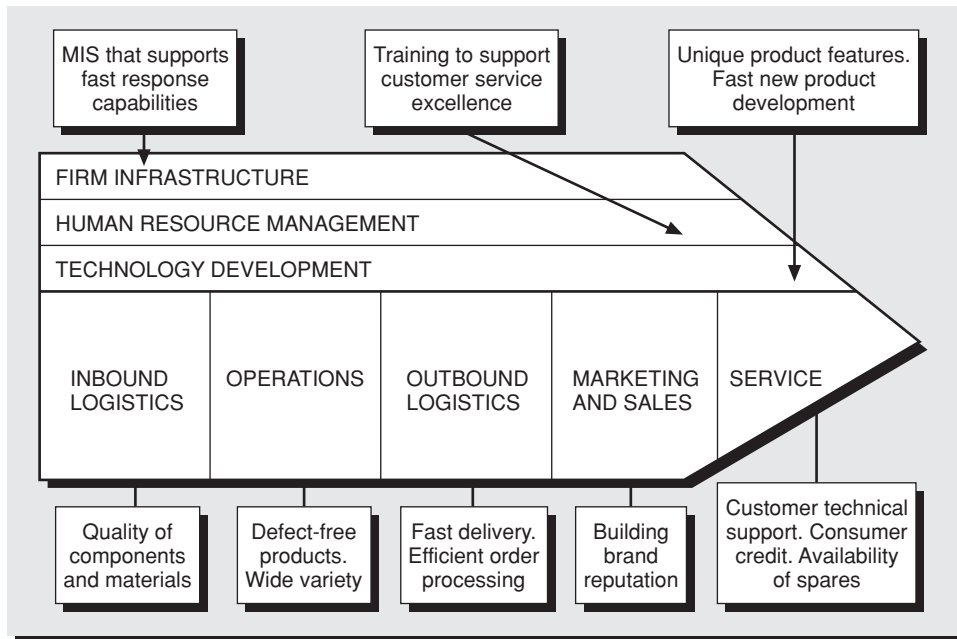 MIS that supports
fast response
capabilities
Training to support
customer service
excellence
Unique product features.
Fast new product
development
FIRM INFRASTRUCTURE
HUMAN RESOURCE MANAGEMENT
TECHNOLOGY DEVELOPMENT
INBOUND
LOGISTICS
OPERATIONS
OUTBOUND
LOGISTICS
MARKETING
AND SALES
SERVICE
Quality of
components
and materials
Defect-free
products.
Wide variety
Fast delivery.
Efficient order
processing
Building
brand
reputation
Customer technical
support. Consumer
credit. Availability
of spares